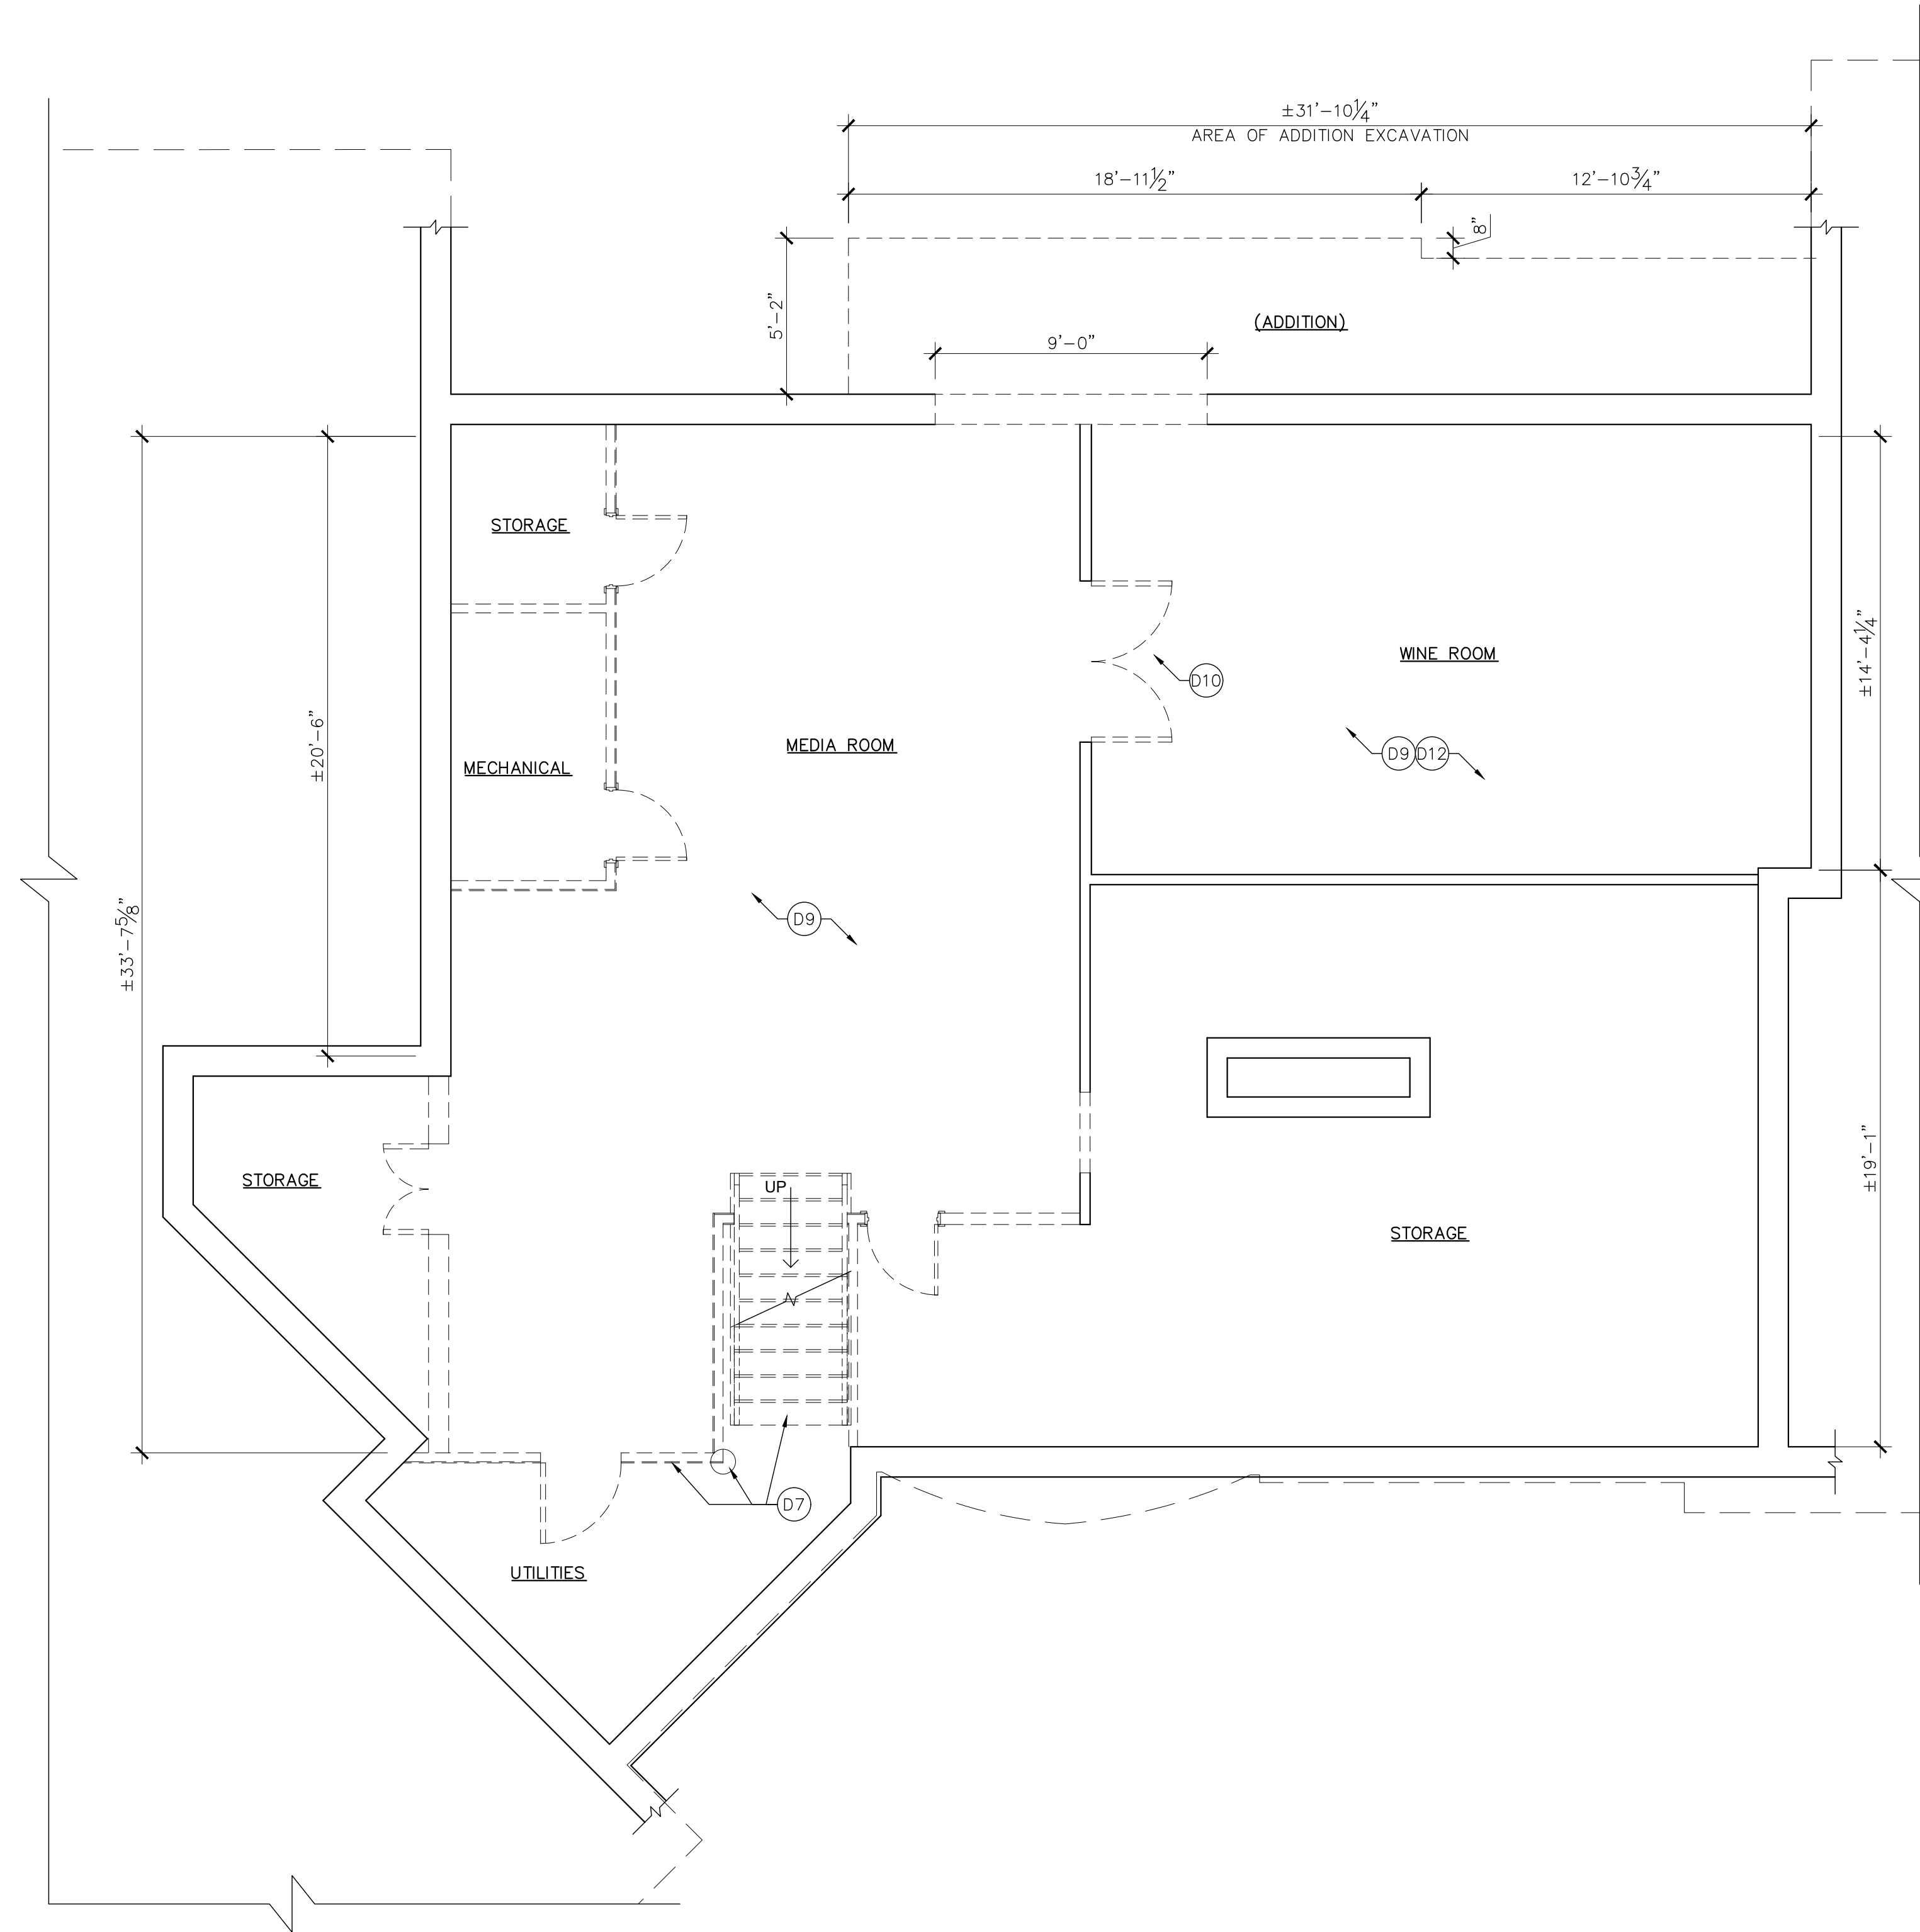 ±31'-10¼"
AREA OF ADDITION EXCAVATION
18'-11½"
12'-10¾"
8"
5'-2"
(ADDITION)
9'-0"
STORAGE
WINE ROOM
±14'-4¼"
D10
±20'-6"
MEDIA ROOM
D9 D12
MECHANICAL
±33'-7⅝"
D9
±19'-1"
STORAGE
UP
STORAGE
D7
UTILITIES